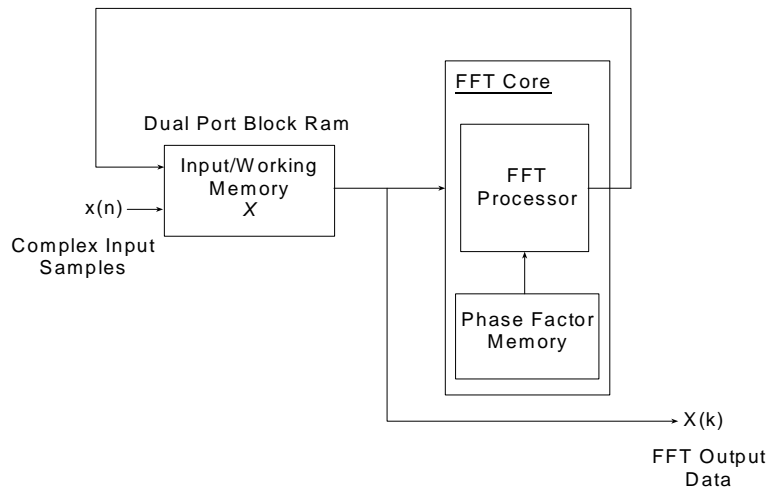 FFT Core
Dual Port Block Ram
Input/Working
Memory
X
FFT
Processor
x(n)
Complex Input
Samples
Phase Factor
Memory
X(k)
FFT Output
Data